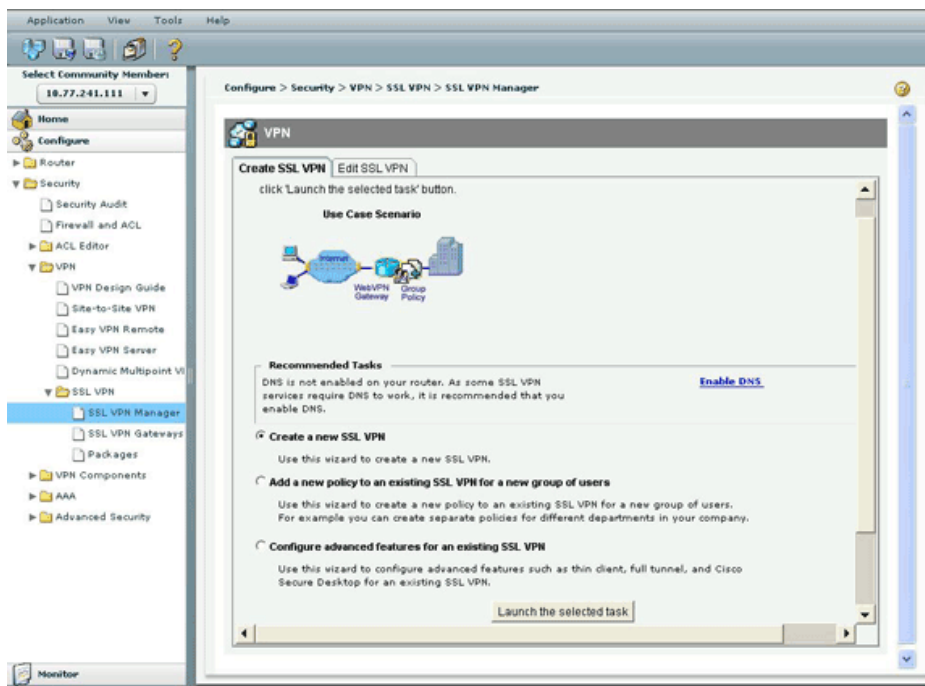 Application View Tools Help
Select Community Member:
10.77.241.111
Home
Configure
Router
Security
Security Audit
Firewall and ACL
ACL Editor
VPN
VPN Design Guide
Site-to-Site VPN
Easy VPN Remote
Easy VPN Server
Dynamic Multipoint VI
SSL VPN
SSL VPN Manager
SSL VPN Gateways
Packages
VPN Components
AAA
Advanced Security
Monitor
Configure > Security > VPN > SSL VPN > SSL VPN Manager
VPN
Create SSL VPN Edit SSL VPN
click 'Launch the selected task' button.
Use Case Scenario
Internet
WebVPN Gateway
Group Policy
Recommended Tasks
DNS is not enabled on your router. As some SSL VPN
services require DNS to work, it is recommended that you
enable DNS.
Enable DNS
Create a new SSL VPN
Use this wizard to create a new SSL VPN.
Add a new policy to an existing SSL VPN for a new group of users
Use this wizard to create a new policy to an existing SSL VPN for a new group of users.
For example you can create separate policies for different departments in your company.
Configure advanced features for an existing SSL VPN
Use this wizard to configure advanced features such as thin client, full tunnel, and Cisco
Secure Desktop for an existing SSL VPN.
Launch the selected task